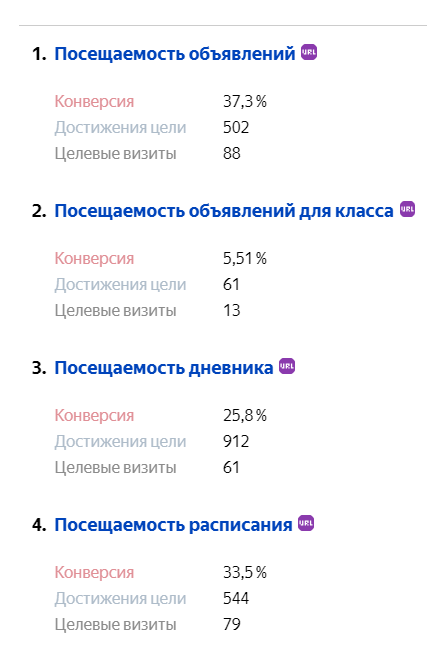 1. Посещаемость объявлений URL
Конверсия 37,3 %
Достижения цели 502
Целевые визиты 88
2. Посещаемость объявлений для класса URL
Конверсия 5,51 %
Достижения цели 61
Целевые визиты 13
3. Посещаемость дневника URL
Конверсия 25,8 %
Достижения цели 912
Целевые визиты 61
4. Посещаемость расписания URL
Конверсия 33,5 %
Достижения цели 544
Целевые визиты 79